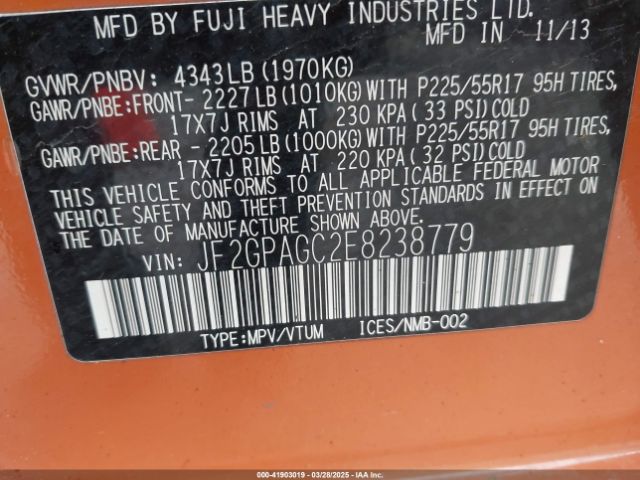 MFD BY FUJI HEAVY INDUSTRIES LTD.
MFD IN 11/13
GVWR/PNBV: 4343LB (1970KG)
GAWR/PNBE:FRONT- 2227LB(1010KG)WITH P225/55R17 95H TIRES,
17X7J RIMS AT 230 KPA( 33 PSI)COLD
GAWR/PNBE:REAR - 2205LB(1000KG)WITH P225/55R17 95H TIRES,
17X7J RIMS AT 220 KPA( 32 PSI)COLD
THIS VEHICLE CONFORMS TO ALL APPLICABLE FEDERAL MOTOR
VEHICLE SAFETY AND THEFT PREVENTION STANDARDS IN EFFECT ON
THE DATE OF MANUFACTURE SHOWN ABOVE.
VIN: JF2GPAGC2E8238779
TYPE:MPV/VTUM ICES/NMB-002
000-41903019 - 03/28/2025 - IAAI.COM